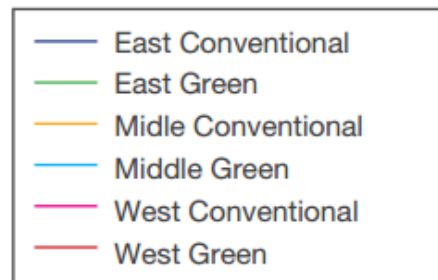 East Conventional
East Green
Midle Conventional
Middle Green
West Conventional
West Green